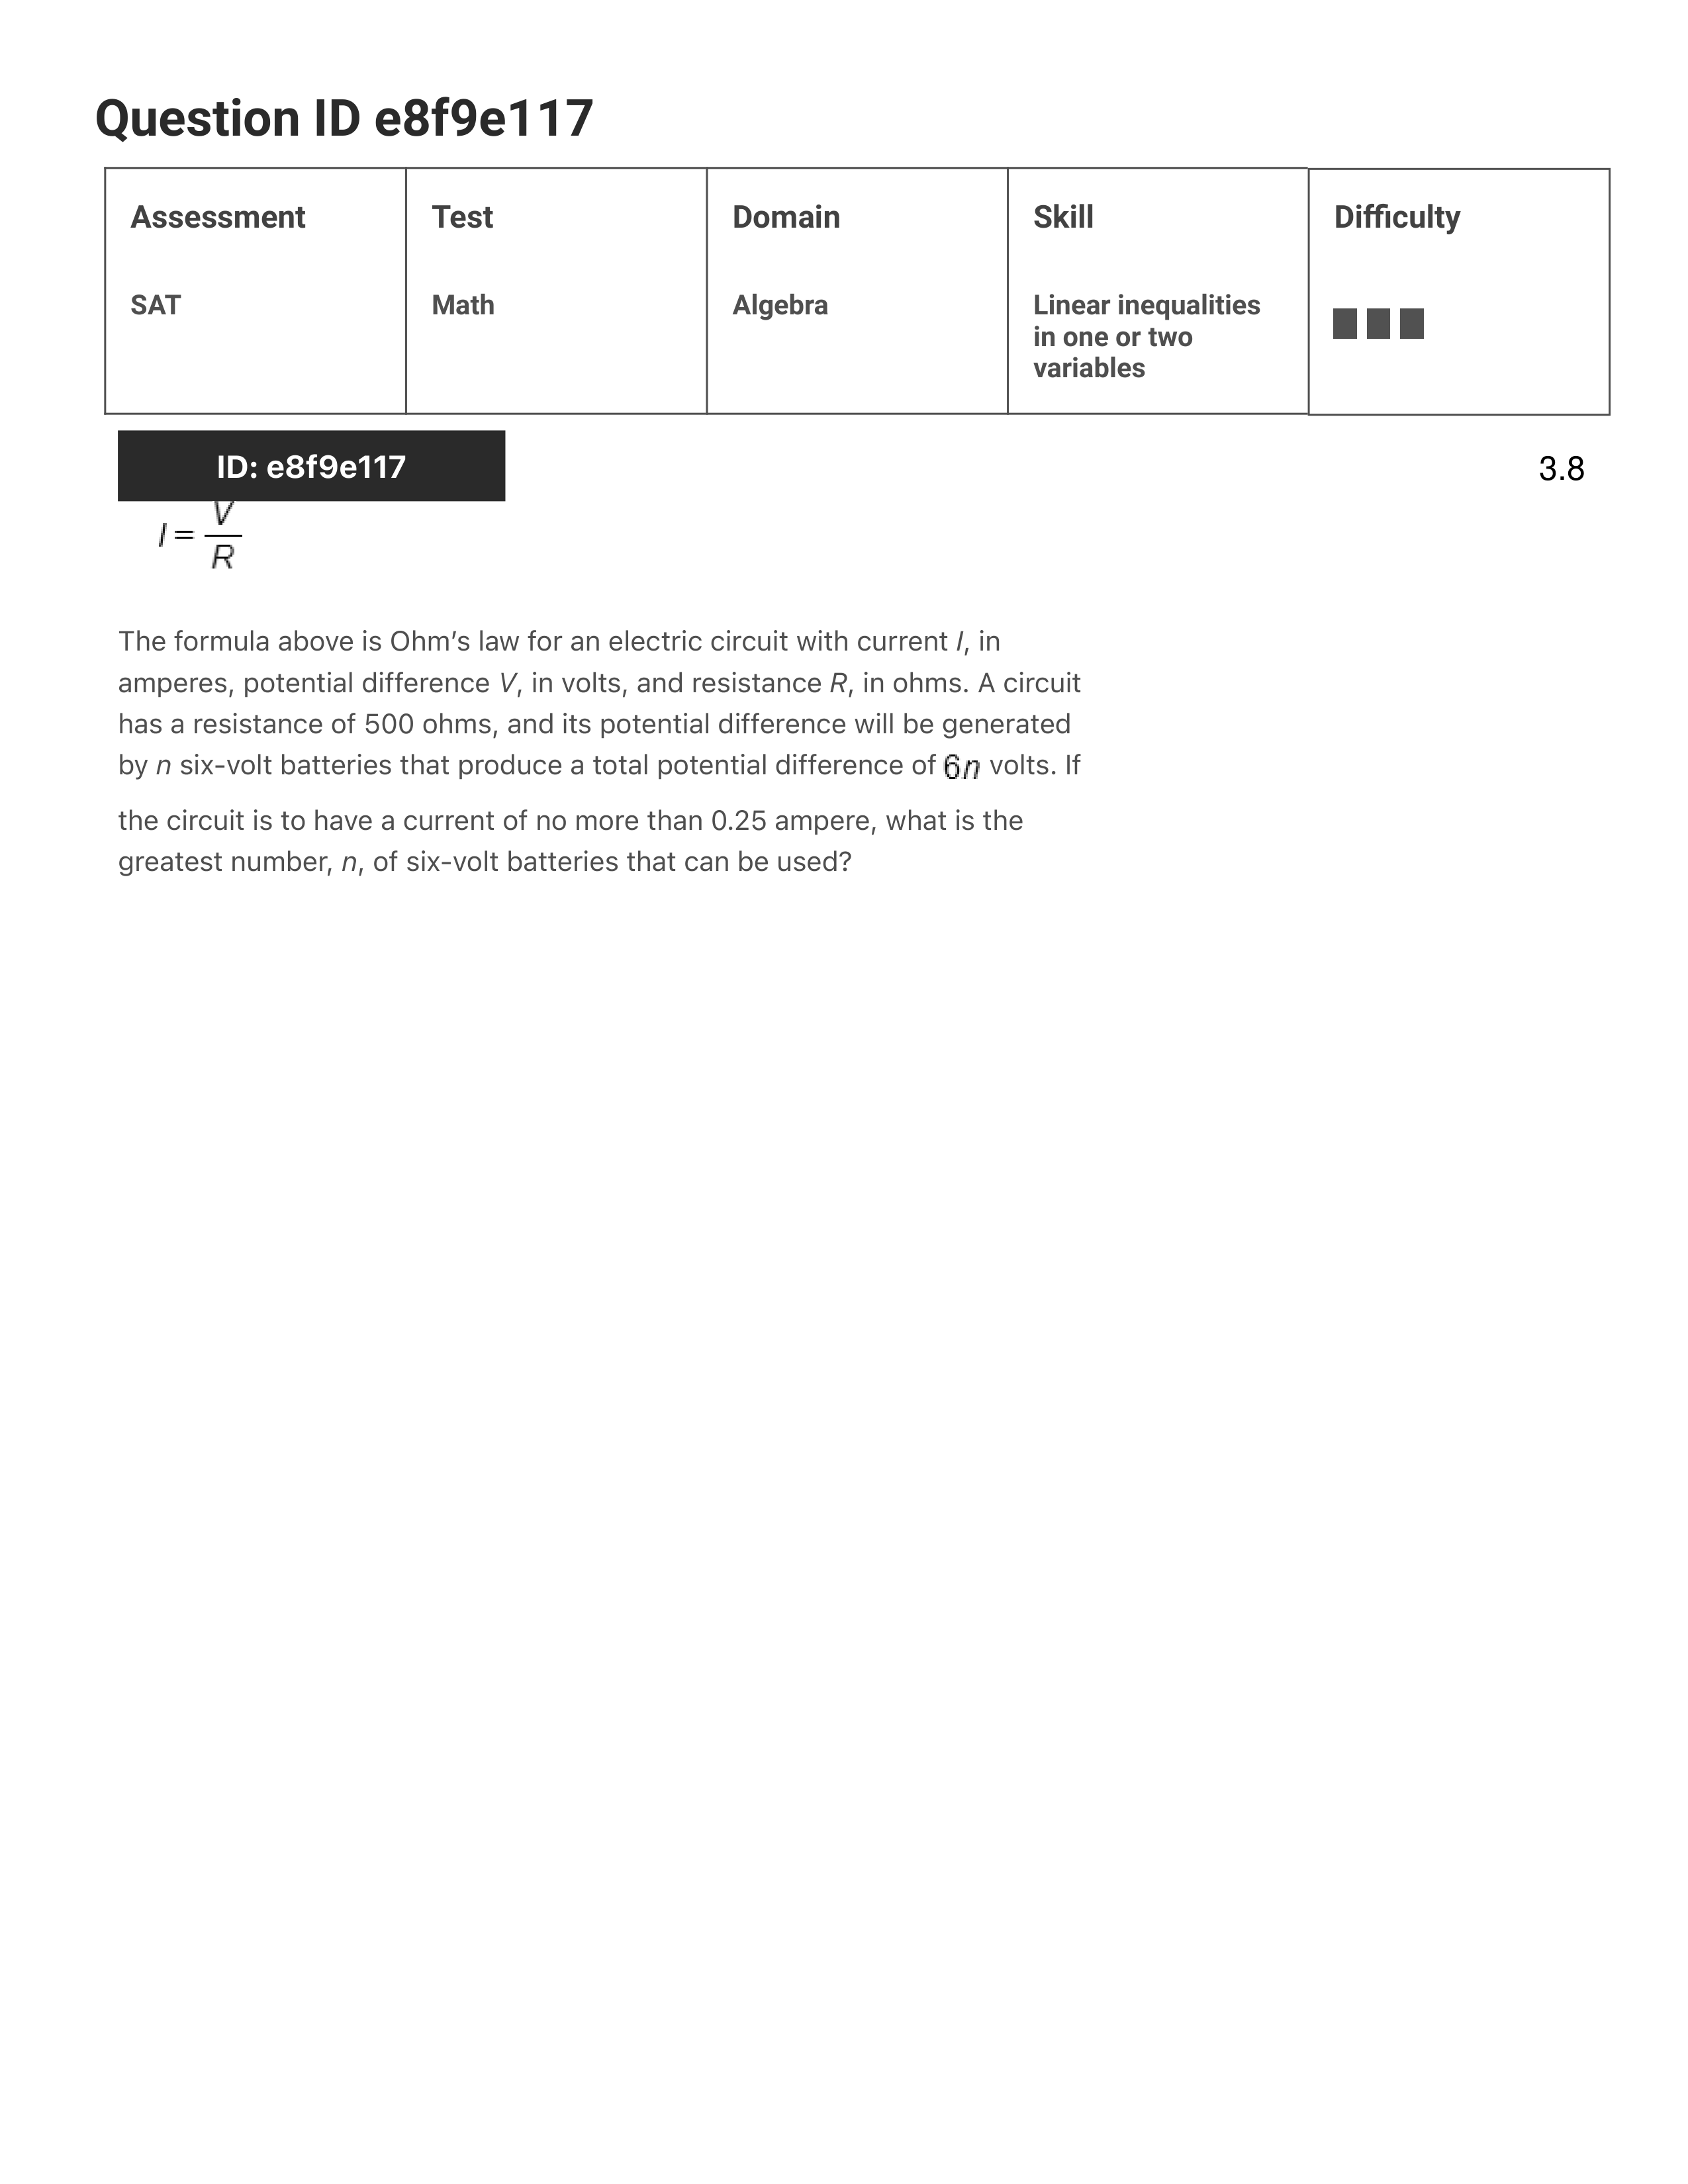 Question ID e8f9e117
Assessment
Test
Domain
Skill
Difficulty
SAT
Math
Algebra
Linear inequalities
in one or two
variables
ID: e8f9e117
3.8
I = V/R
The formula above is Ohm’s law for an electric circuit with current I, in
amperes, potential difference V, in volts, and resistance R, in ohms. A circuit
has a resistance of 500 ohms, and its potential difference will be generated
by n six-volt batteries that produce a total potential difference of 6n volts. If
the circuit is to have a current of no more than 0.25 ampere, what is the
greatest number, n, of six-volt batteries that can be used?